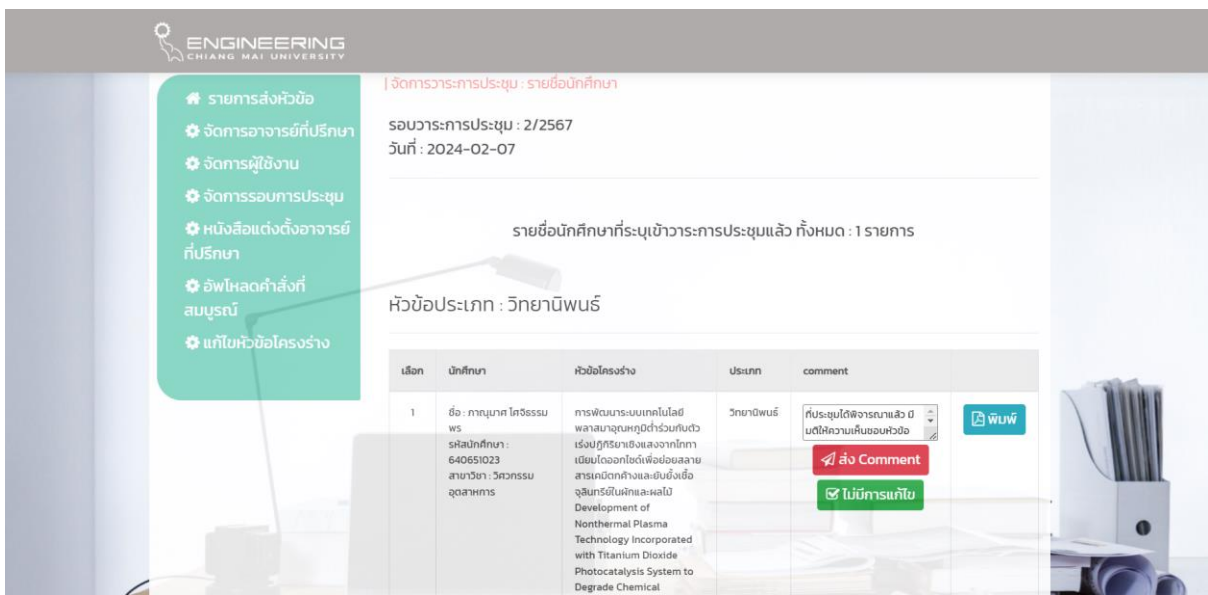 ENGINEERING
CHIANG MAI UNIVERSITY
รายการส่งหัวข้อ
จัดการอาจารย์ที่ปรึกษา
จัดการผู้ใช้งาน
จัดการรอบการประชุม
หนังสือแต่งตั้งอาจารย์
ที่ปรึกษา
อัพโหลดคำสั่งที่
สมบูรณ์
แก้ไขหัวข้อโครงร่าง
| จัดการวาระการประชุม : รายชื่อนักศึกษา
รอบวาระการประชุม : 2/2567
วันที่ : 2024-02-07
รายชื่อนักศึกษาที่ระบุเข้าวาระการประชุมแล้ว ทั้งหมด : 1 รายการ
หัวข้อประเภท : วิทยานิพนธ์
เลือก นักศึกษา หัวข้อโครงร่าง ประเภท comment
1
ชื่อ : ภาณุมาศ โศจิธรรม
พร
รหัสนักศึกษา :
640651023
สาขาวิชา : วิศวกรรม
อุตสาหการ
การพัฒนาระบบเทคโนโลยี
พลาสมาอุณหภูมิต่ำร่วมกับตัว
เร่งปฏิกิริยาเชิงแสงจากไททา
เนียมไดออกไซด์เพื่อย่อยสลาย
สารเคมีตกค้างและยับยั้งเชื้อ
จุลินทรีย์ในผักและผลไม้
Development of
Nonthermal Plasma
Technology Incorporated
with Titanium Dioxide
Photocatalysis System to
Degrade Chemical
วิทยานิพนธ์
ที่ประชุมได้พิจารณาแล้ว มี
มติให้ความเห็นชอบหัวข้อ
ส่ง Comment
ไม่มีการแก้ไข
พิมพ์